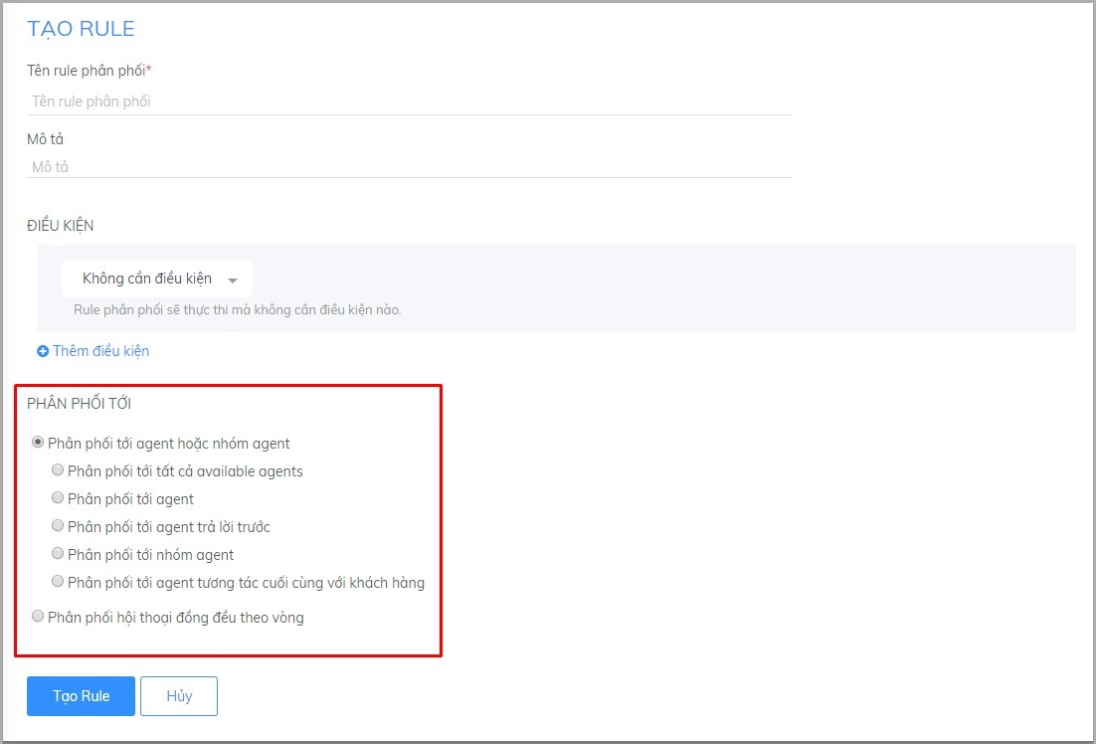 TẠO RULE
Tên rule phân phối*
Tên rule phân phối
Mô tả
Mô tả
ĐIỀU KIỆN
Không cần điều kiện
Rule phân phối sẽ thực thi mà không cần điều kiện nào.
Thêm điều kiện
PHÂN PHỐI TỚI
Phân phối tới agent hoặc nhóm agent
Phân phối tới tất cả available agents
Phân phối tới agent
Phân phối tới agent trả lời trước
Phân phối tới nhóm agent
Phân phối tới agent tương tác cuối cùng với khách hàng
Phân phối hội thoại đồng đều theo vòng
Tạo Rule Hủy